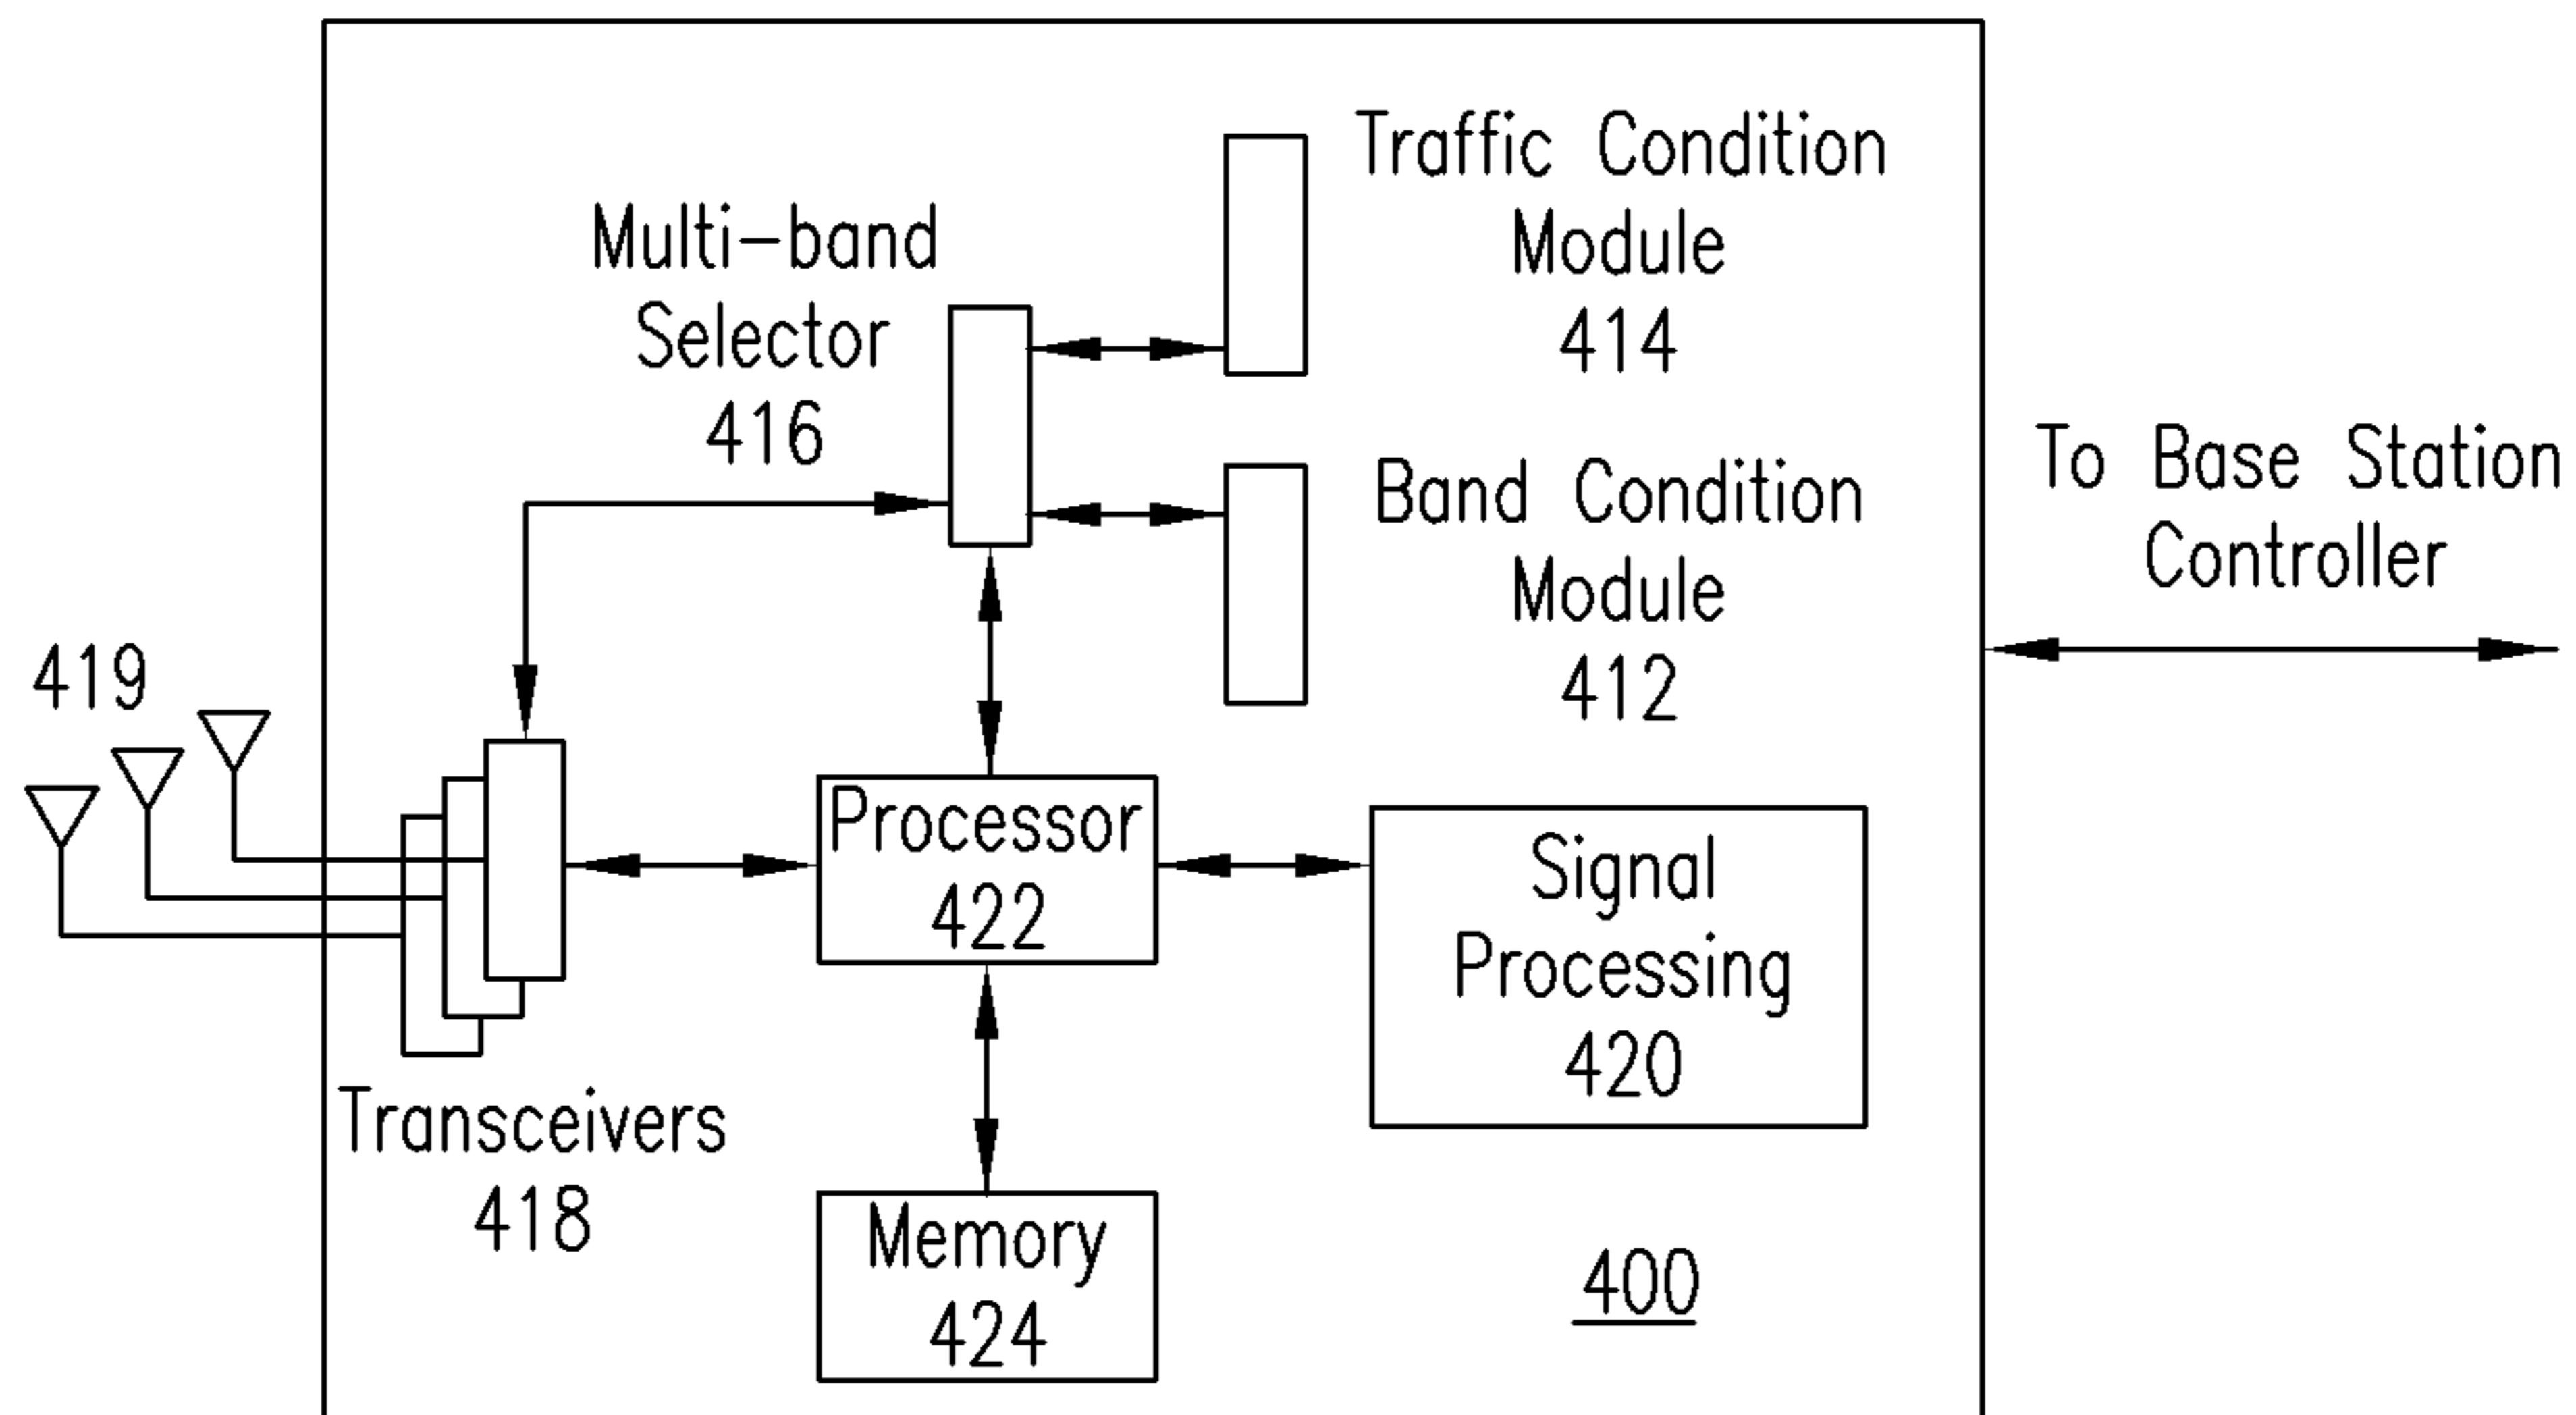 Traffic Condition
Module
414
Multi-band
Selector
416
Band Condition
Module
412
To Base Station
Controller
419
Processor
422
Signal
Processing
420
Transceivers
418
Memory
424
400